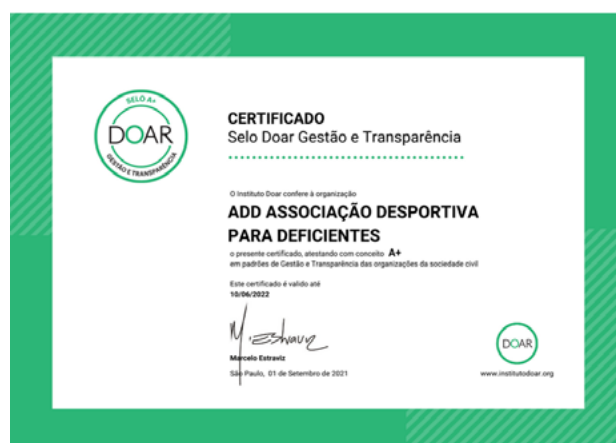 SELO A+
DOAR
GESTÃO E TRANSPARÊNCIA
CERTIFICADO
Selo Doar Gestão e Transparência
O Instituto Doar confere à organização
ADD ASSOCIAÇÃO DESPORTIVA
PARA DEFICIENTES
o presente certificado, atestando com conceito A+
em padrões de Gestão e Transparência das organizações da sociedade civil
Este certificado é valido até
10/06/2022
M. Estraviz
Marcelo Estraviz
São Paulo, 01 de Setembro de 2021
DOAR
www.institutodoar.org